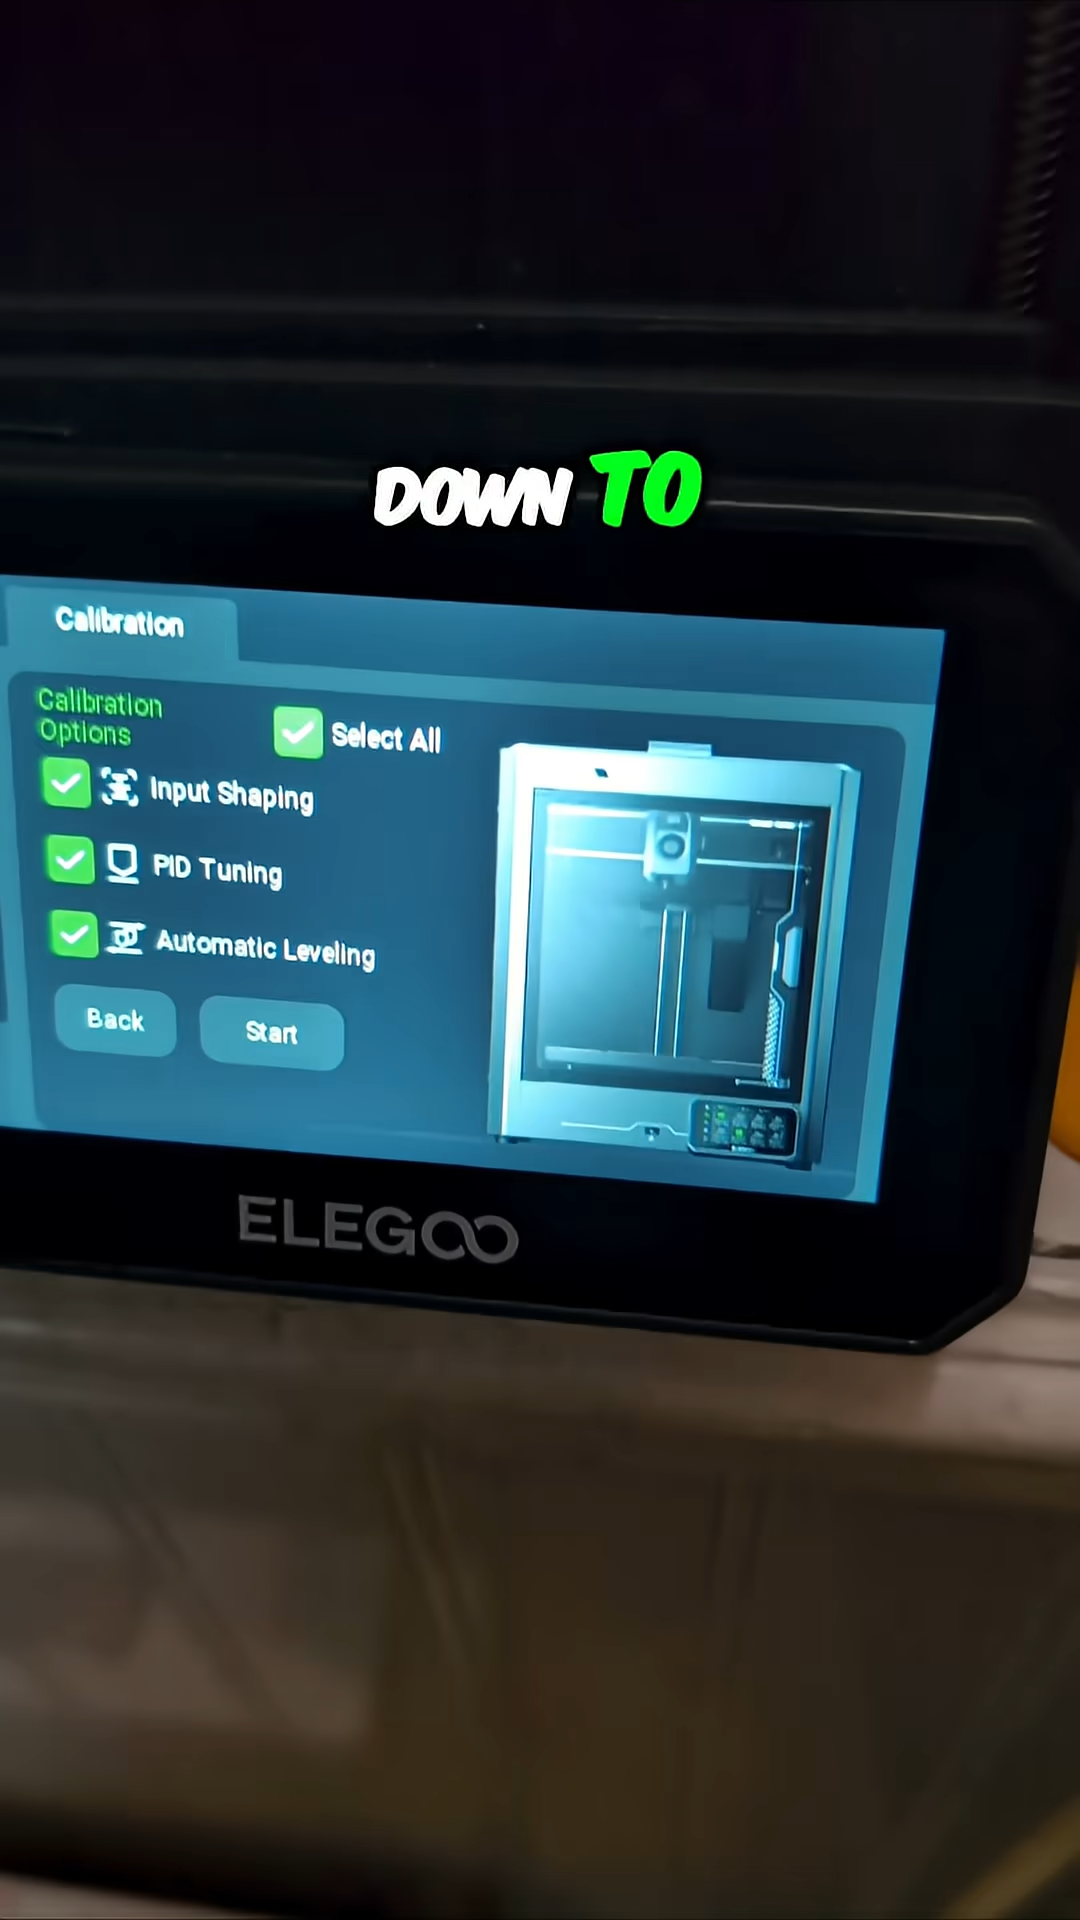 DOWN TO
Calibration
Calibration
Options
Select All
Input Shaping
PID Tuning
Automatic Leveling
Back
Start
ELEGOO